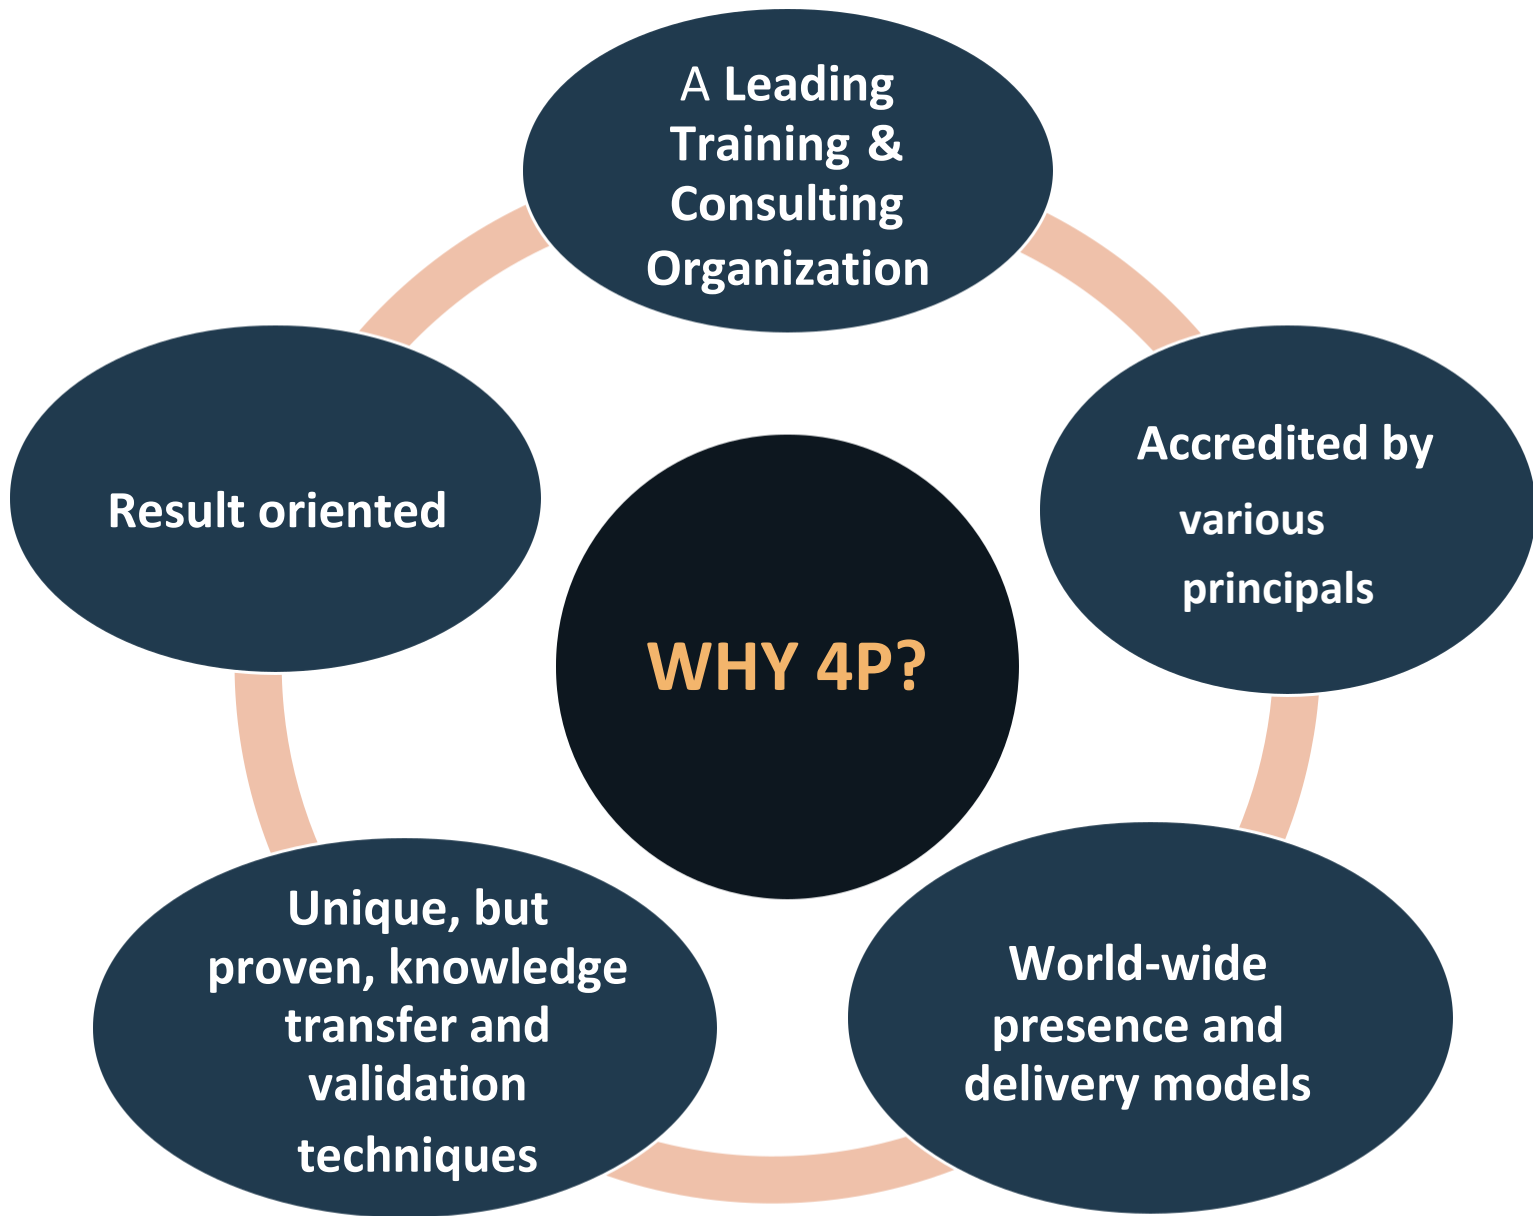 A Leading
Training &
Consulting
Organization
Accredited by
various
principals
Result oriented
WHY 4P?
Unique, but
proven, knowledge
transfer and
validation
techniques
World-wide
presence and
delivery models